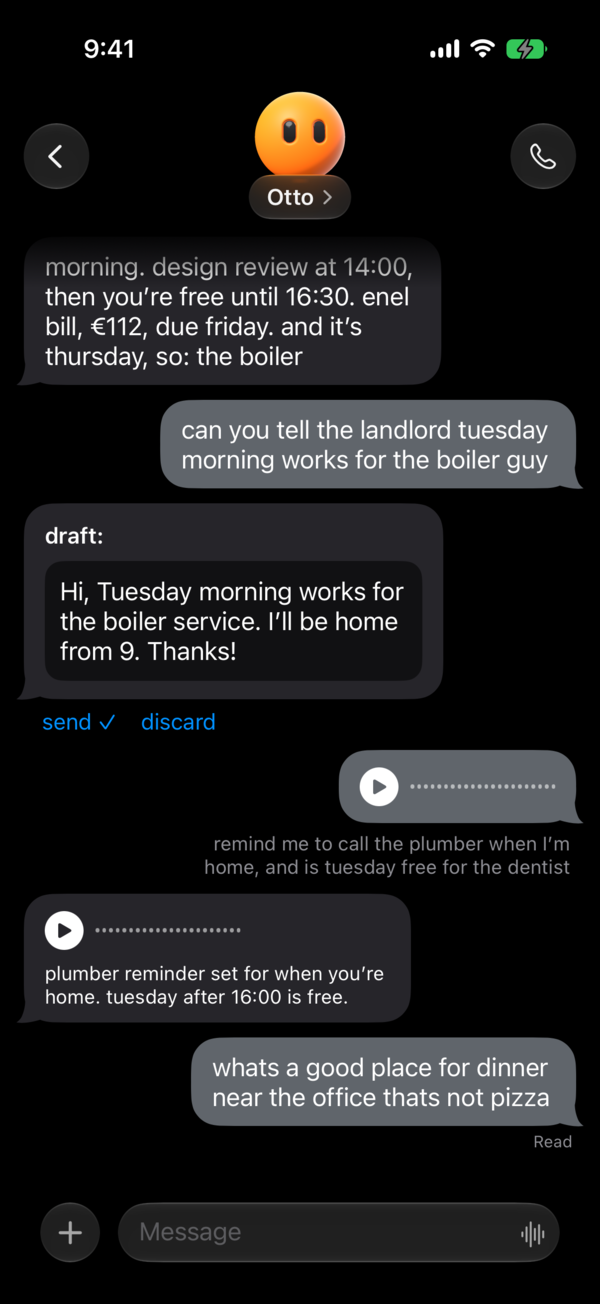 9:41
Otto
morning. design review at 14:00,
then you’re free until 16:30. enel
bill, €112, due friday. and it’s
thursday, so: the boiler
can you tell the landlord tuesday
morning works for the boiler guy
draft:
Hi, Tuesday morning works for
the boiler service. I’ll be home
from 9. Thanks!
send ✓ discard
remind me to call the plumber when I’m
home, and is tuesday free for the dentist
plumber reminder set for when you’re
home. tuesday after 16:00 is free.
whats a good place for dinner
near the office thats not pizza
Read
Message